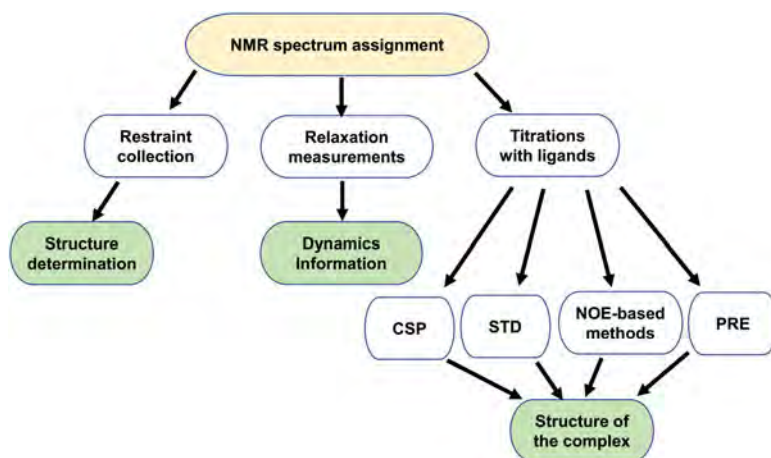 NMR spectrum assignment
Restraint
collection
Relaxation
measurements
Titrations
with ligands
Structure
determination
Dynamics
Information
CSP
STD
NOE-based
methods
PRE
Structure of
the complex